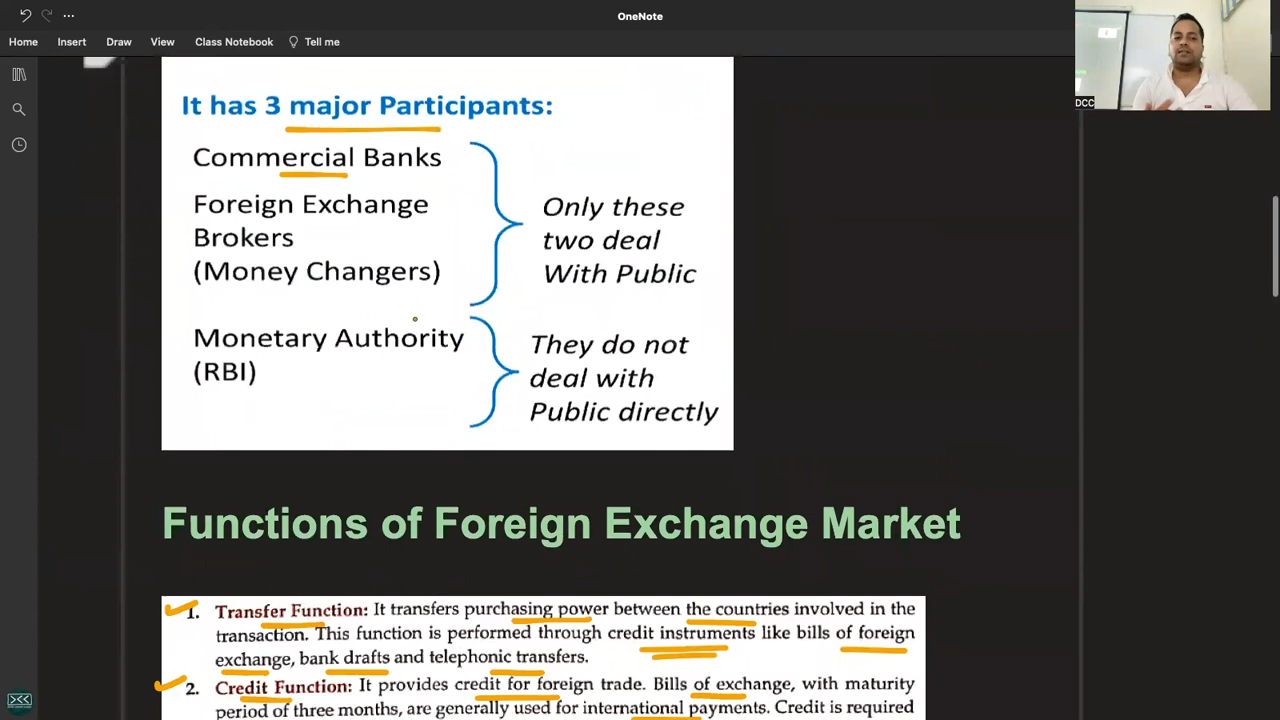 OneNote
Home Insert Draw View Class Notebook Tell me
DCC
It has 3 major Participants:
Commercial Banks
Foreign Exchange
Brokers
(Money Changers)
Only these
two deal
With Public
Monetary Authority
(RBI)
They do not
deal with
Public directly
Functions of Foreign Exchange Market
1. Transfer Function: It transfers purchasing power between the countries involved in the
transaction. This function is performed through credit instruments like bills of foreign
exchange, bank drafts and telephonic transfers.
2. Credit Function: It provides credit for foreign trade. Bills of exchange, with maturity
period of three months, are generally used for international payments. Credit is required